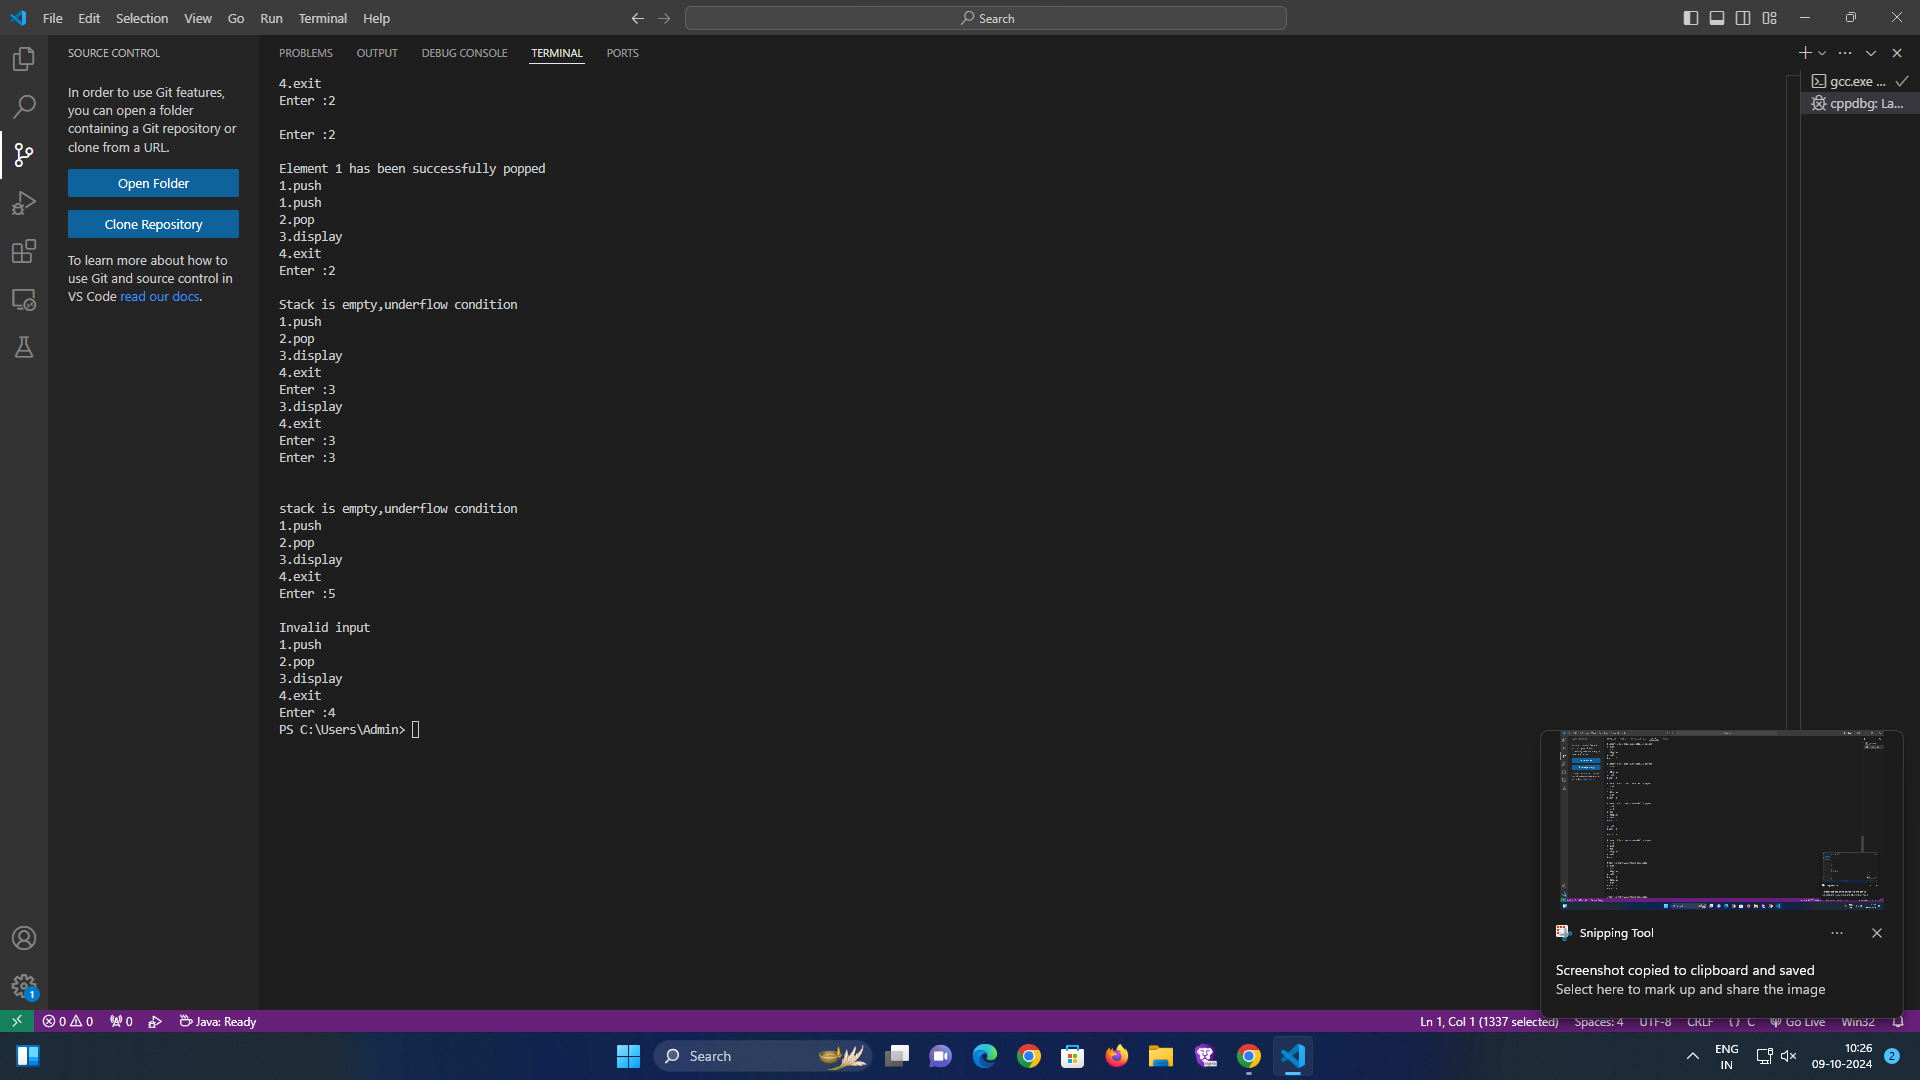 File Edit Selection View Go Run Terminal Help
Search
SOURCE CONTROL
In order to use Git features,
you can open a folder
containing a Git repository or
clone from a URL.
Open Folder
Clone Repository
To learn more about how to
use Git and source control in
VS Code read our docs.
PROBLEMS OUTPUT DEBUG CONSOLE TERMINAL PORTS
4.exit
Enter :2
Enter :2
Element 1 has been successfully popped
1.push
1.push
2.pop
3.display
4.exit
Enter :2
Stack is empty,underflow condition
1.push
2.pop
3.display
4.exit
Enter :3
3.display
4.exit
Enter :3
Enter :3
stack is empty,underflow condition
1.push
2.pop
3.display
4.exit
Enter :5
Invalid input
1.push
2.pop
3.display
4.exit
Enter :4
PS C:\Users\Admin>
gcc.exe ...
cppdbg: La...
Snipping Tool
Screenshot copied to clipboard and saved
Select here to mark up and share the image
1
0 0 0 Java: Ready
Ln 1, Col 1 (1337 selected) Spaces: 4 UTF-8 CRLF {} C Go Live Win32
Search
ENG
IN
10:26
09-10-2024
2